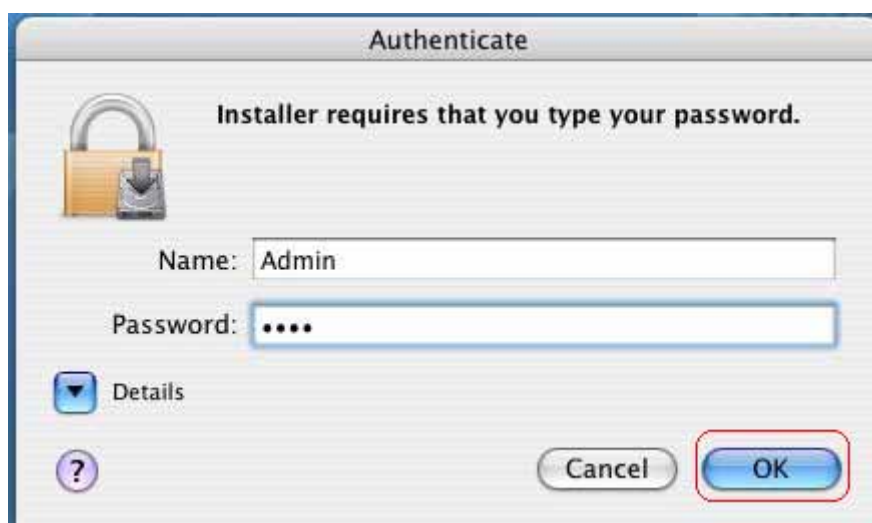 Authenticate
Installer requires that you type your password.
Name: Admin
Password: ••••
Details
?
Cancel
OK